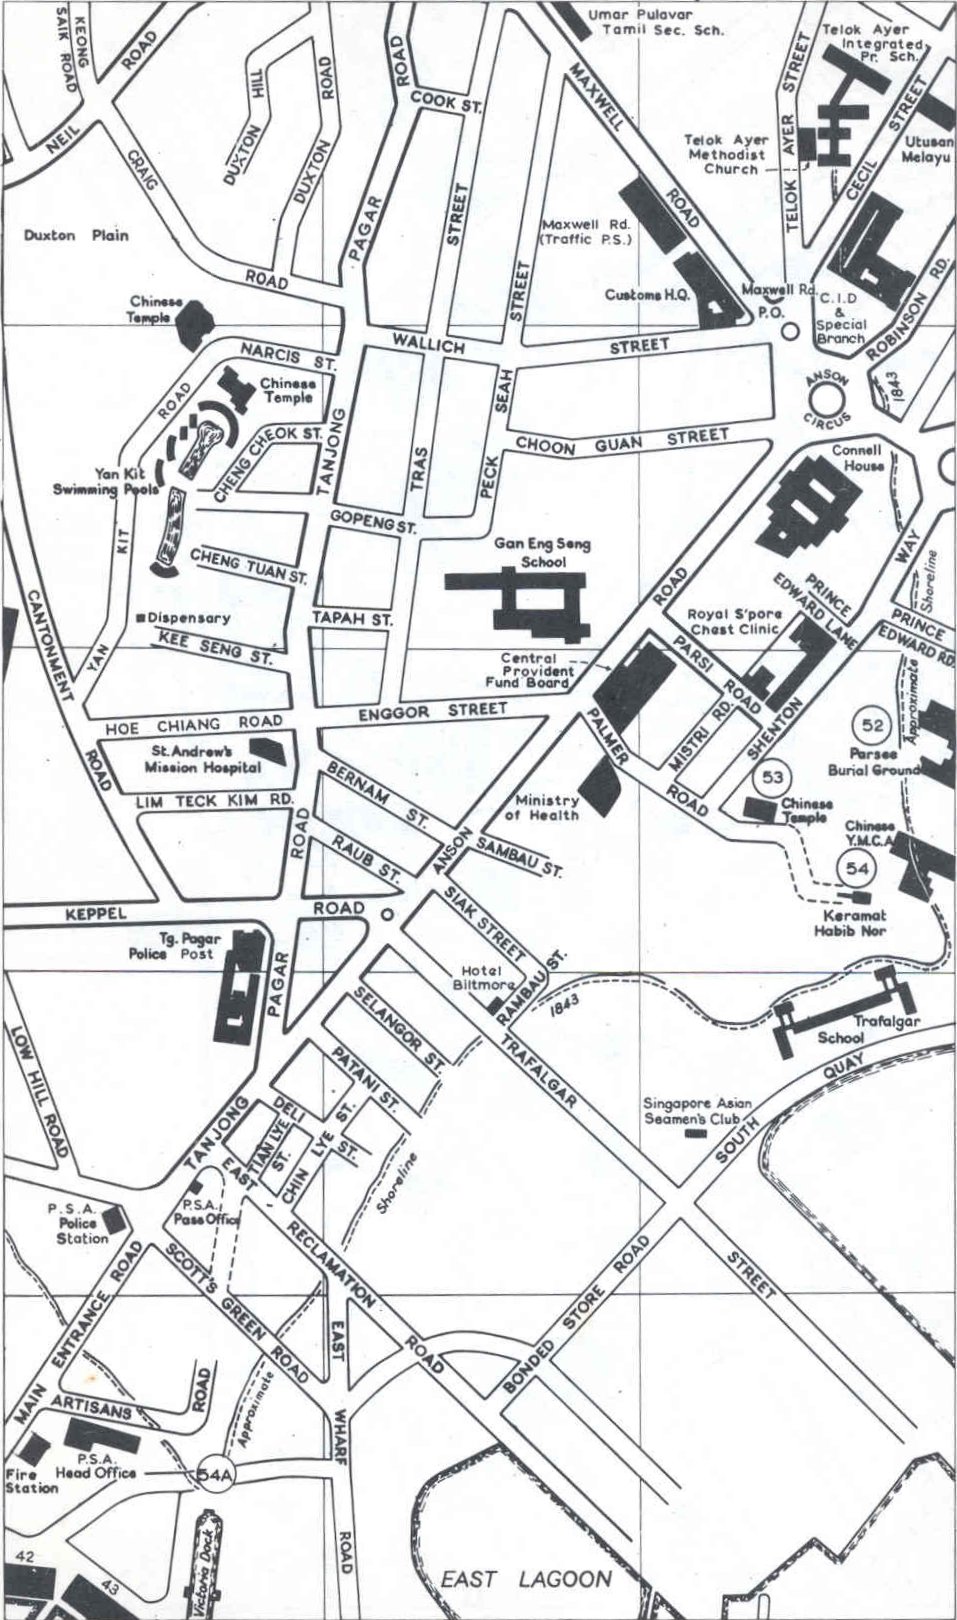 KEONG
SAIK ROAD
ROAD
NEIL
CRAIG
ROAD
DUXTON HILL
DUXTON ROAD
ROAD
PAGAR
TANJONG
COOK ST.
STREET
TRAS
Umar Pulavar
Tamil Sec. Sch.
MAXWELL
ROAD
Telok Ayer
Integrated
Pr. Sch.
TELOK AYER STREET
Telok Ayer
Methodist
Church
CECIL STREET
Utusan
Melayu
Duxton Plain
Maxwell Rd.
(Traffic P.S.)
Customs H.Q.
Maxwell Rd.
P.O.
C.I.D
&
Special
Branch
ROBINSON RD.
1843
ANSON
CIRCUS
Chinese
Temple
NARCIS ST.
WALLICH STREET
PECK SEAH STREET
Chinese
Temple
YAN KIT ROAD
CHENG CHEOK ST.
CHOON GUAN STREET
Connell
House
Yan Kit
Swimming Pools
GOPENG ST.
Gan Eng Seng
School
CHENG TUAN ST.
WAY
Shoreline
PRINCE
EDWARD LANE
PRINCE
EDWARD RD.
Dispensary
TAPAH ST.
KEE SENG ST.
ROAD
Royal S'pore
Chest Clinic
PARSI
ROAD
Central
Provident
Fund Board
CANTONMENT
ROAD
HOE CHIANG ROAD
ENGGOR STREET
PALMER
ROAD
MISTRI RD.
SHENTON
Approximate
52
Parsee
Burial Ground
St. Andrew's
Mission Hospital
BERNAM ST.
53
Chinese
Temple
Ministry
of Health
LIM TECK KIM RD.
ROAD
RAUB ST.
ANSON
SAMBAU ST.
Chinese
Y.M.C.A
54
Keramat
Habib Nor
KEPPEL
ROAD
SIAK STREET
Tg. Pagar
Police Post
PAGAR
Hotel
Biltmore
RAMBAU ST.
1843
SELANGOR ST.
TRAFALGAR
Trafalgar
School
LOW HILL ROAD
PATANI ST.
SOUTH QUAY
DELI
ST.
TIAN LYE
ST.
CHIN LYE ST.
Singapore Asian
Seamen's Club
TANJONG
EAST
RECLAMATION
ROAD
Shoreline
P.S.A.
Police
Station
P.S.A.
Pass Office
SCOTT'S GREEN ROAD
MAIN ENTRANCE ROAD
STREET
BONDED STORE ROAD
EAST
WHARF
ROAD
ARTISANS
ROAD
Approximate
Fire
Station
P.S.A.
Head Office
54A
42
43
Victoria Dock
EAST LAGOON